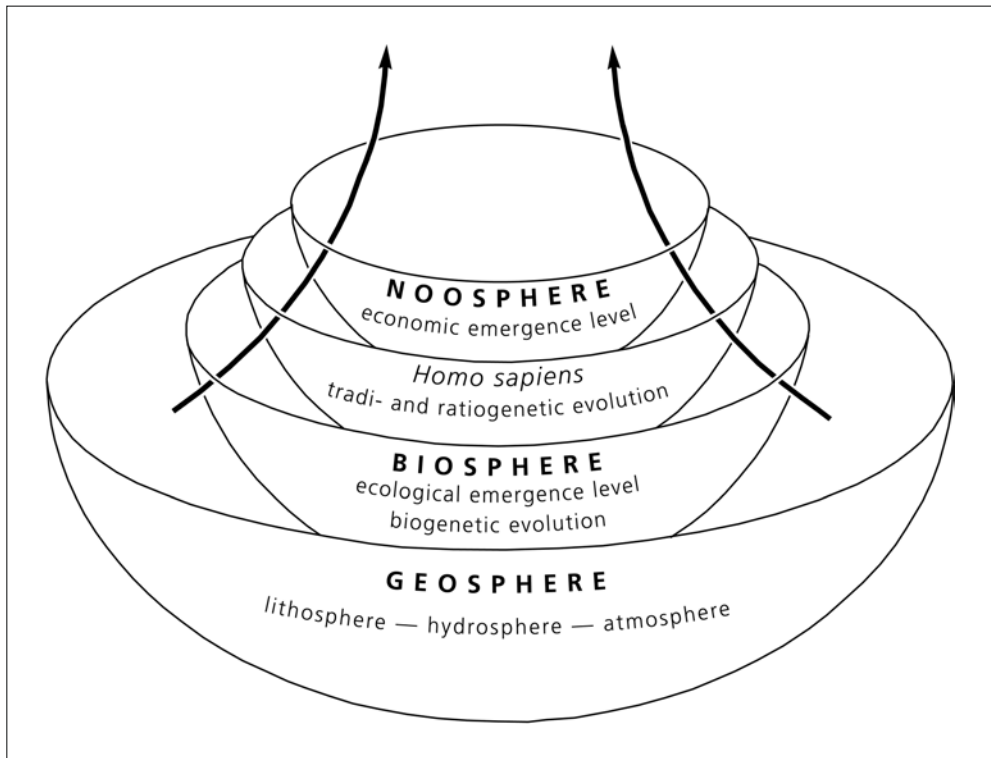 NOOSPHERE
economic emergence level
Homo sapiens
tradi- and ratiogenetic evolution
BIOSPHERE
ecological emergence level
biogenetic evolution
GEOSPHERE
lithosphere — hydrosphere — atmosphere